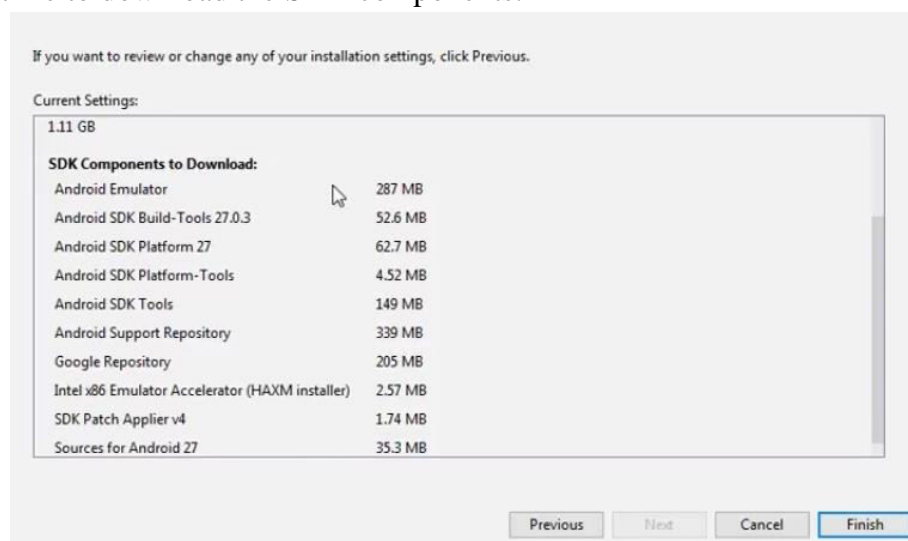 If you want to review or change any of your installation settings, click Previous.
Current Settings:
1.11 GB
SDK Components to Download:
Android Emulator 287 MB
Android SDK Build-Tools 27.0.3 52.6 MB
Android SDK Platform 27 62.7 MB
Android SDK Platform-Tools 4.52 MB
Android SDK Tools 149 MB
Android Support Repository 339 MB
Google Repository 205 MB
Intel x86 Emulator Accelerator (HAXM installer) 2.57 MB
SDK Patch Applier v4 1.74 MB
Sources for Android 27 35.3 MB
Previous Next Cancel Finish